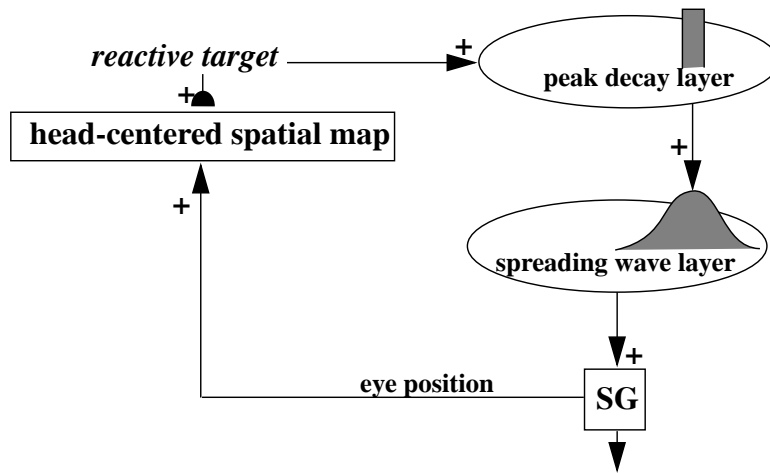 reactive target
+
peak decay layer
+
head-centered spatial map
+
+
spreading wave layer
+
eye position
SG